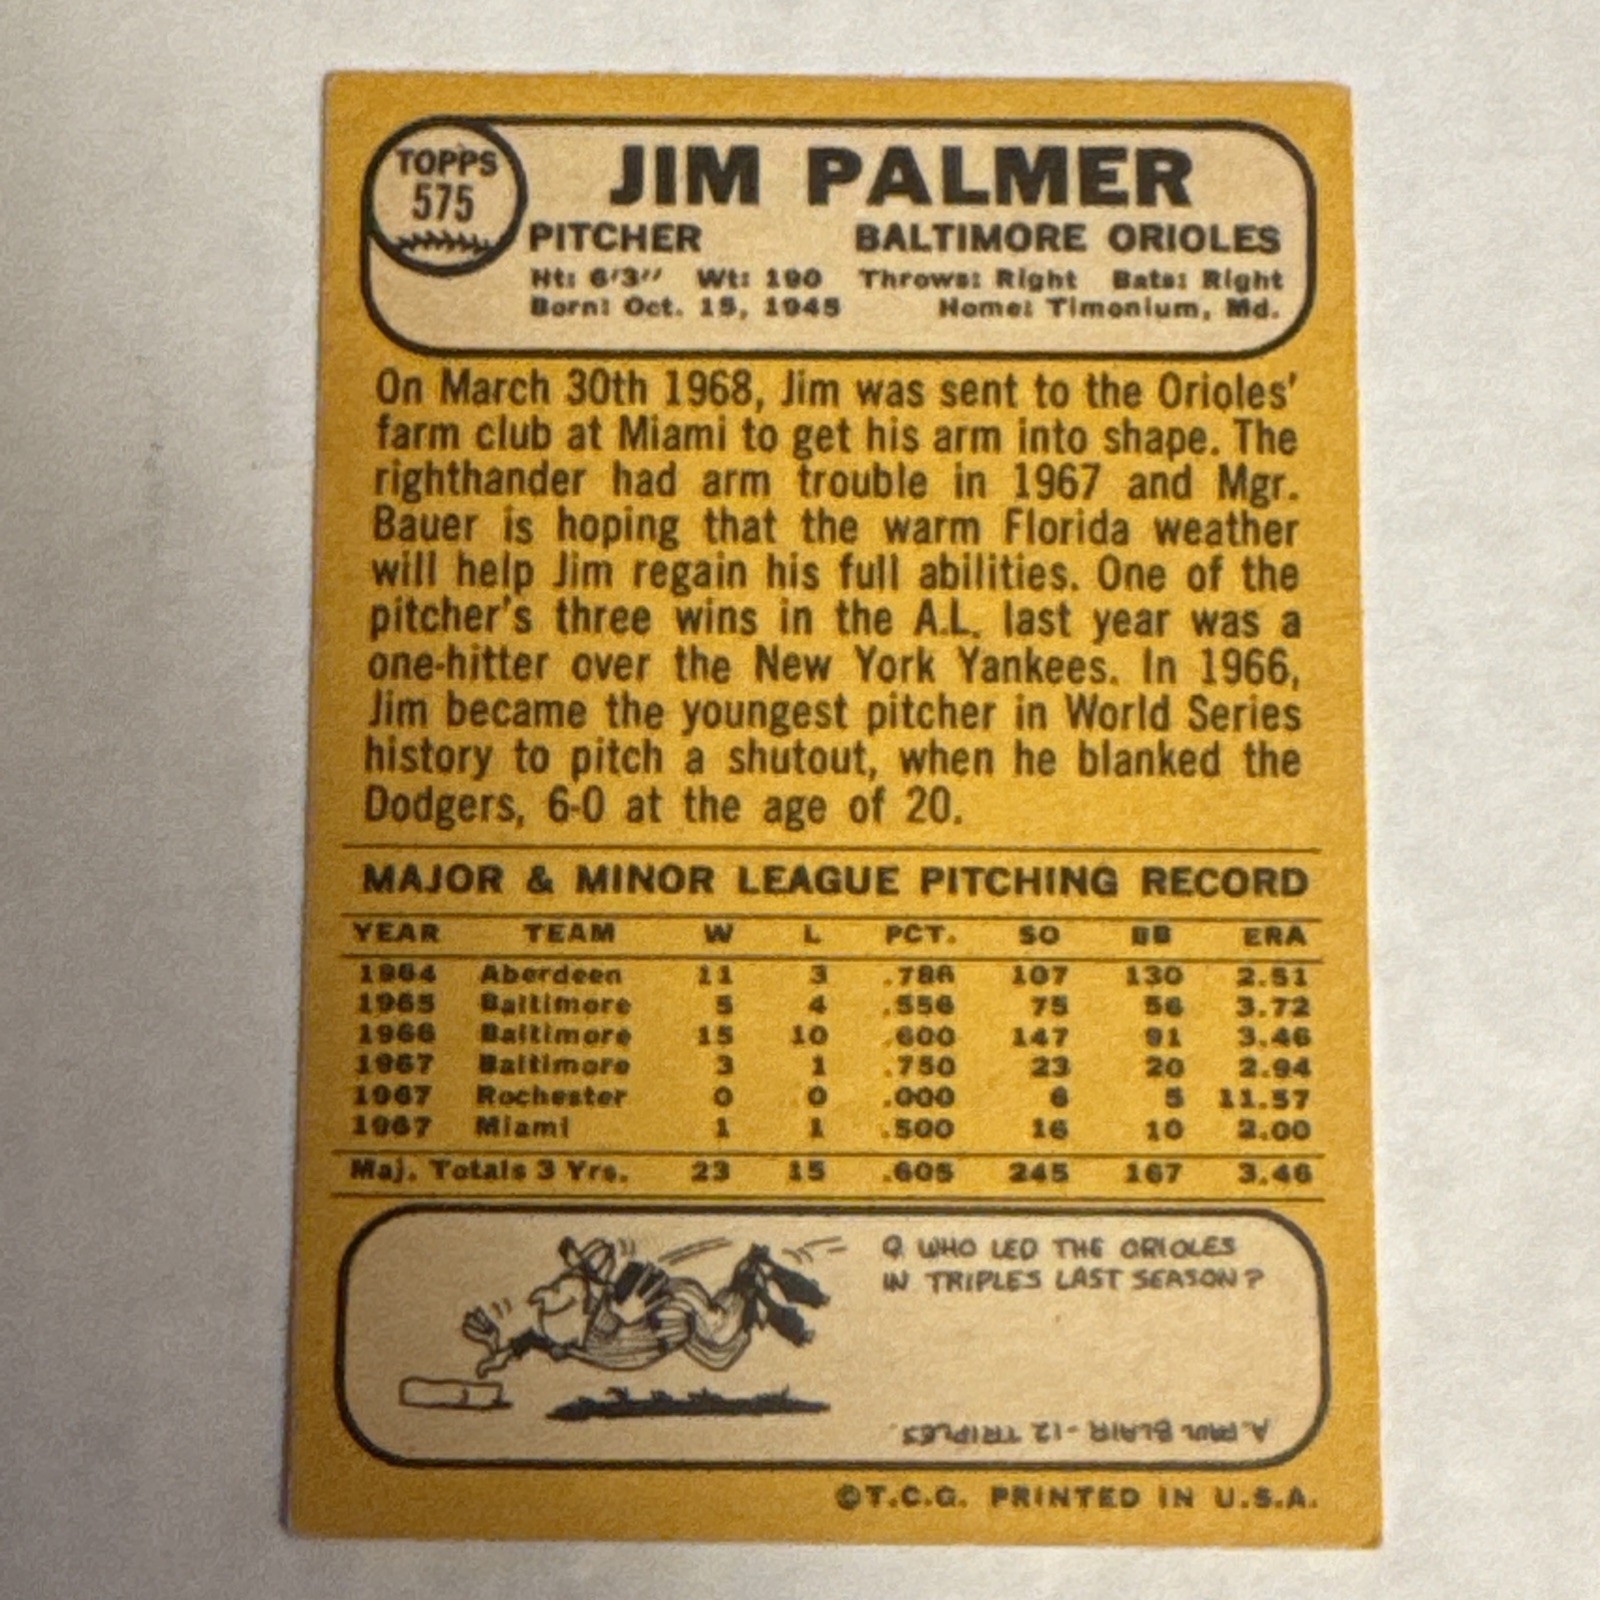 TOPPS
575
JIM PALMER
PITCHER BALTIMORE ORIOLES
Ht: 6'3" Wt: 190 Throws: Right Bats: Right
Born: Oct. 15, 1945 Home: Timonium, Md.
On March 30th 1968, Jim was sent to the Orioles'
farm club at Miami to get his arm into shape. The
righthander had arm trouble in 1967 and Mgr.
Bauer is hoping that the warm Florida weather
will help Jim regain his full abilities. One of the
pitcher's three wins in the A.L. last year was a
one-hitter over the New York Yankees. In 1966,
Jim became the youngest pitcher in World Series
history to pitch a shutout, when he blanked the
Dodgers, 6-0 at the age of 20.
MAJOR & MINOR LEAGUE PITCHING RECORD
YEAR TEAM W L PCT. SO BB ERA
1964 Aberdeen 11 3 .786 107 130 2.51
1965 Baltimore 5 4 .556 75 56 3.72
1966 Baltimore 15 10 .600 147 91 3.46
1967 Baltimore 3 1 .750 23 20 2.94
1967 Rochester 0 0 .000 6 5 11.57
1967 Miami 1 1 .500 16 10 2.00
Maj. Totals 3 Yrs. 23 15 .605 245 167 3.46
Q. WHO LED THE ORIOLES
IN TRIPLES LAST SEASON?
A. PAUL BLAIR - 12 TRIPLES.
©T.C.G. PRINTED IN U.S.A.